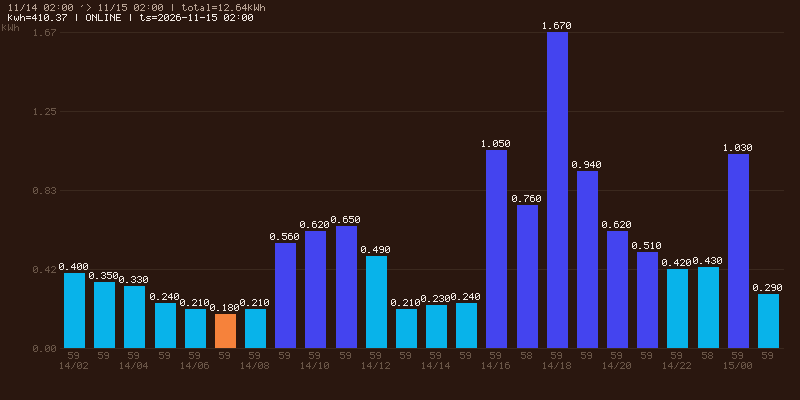 11/14 02:00 -> 11/15 02:00 | total=12.64kWh
Kwh=410.37 | ONLINE | ts=2026-11-15 02:00
kWh
1.67
1.25
0.83
0.42
0.00
0.400 0.350 0.330 0.240 0.210 0.180 0.210 0.560 0.620 0.650 0.490 0.210 0.230 0.240 1.050 0.760 1.670 0.940 0.620 0.510 0.420 0.430 1.030 0.290
59 59 59 59 59 59 59 59 59 59 59 59 59 59 59 58 59 59 59 59 59 58 59 59
14/02 14/04 14/06 14/08 14/10 14/12 14/14 14/16 14/18 14/20 14/22 15/00